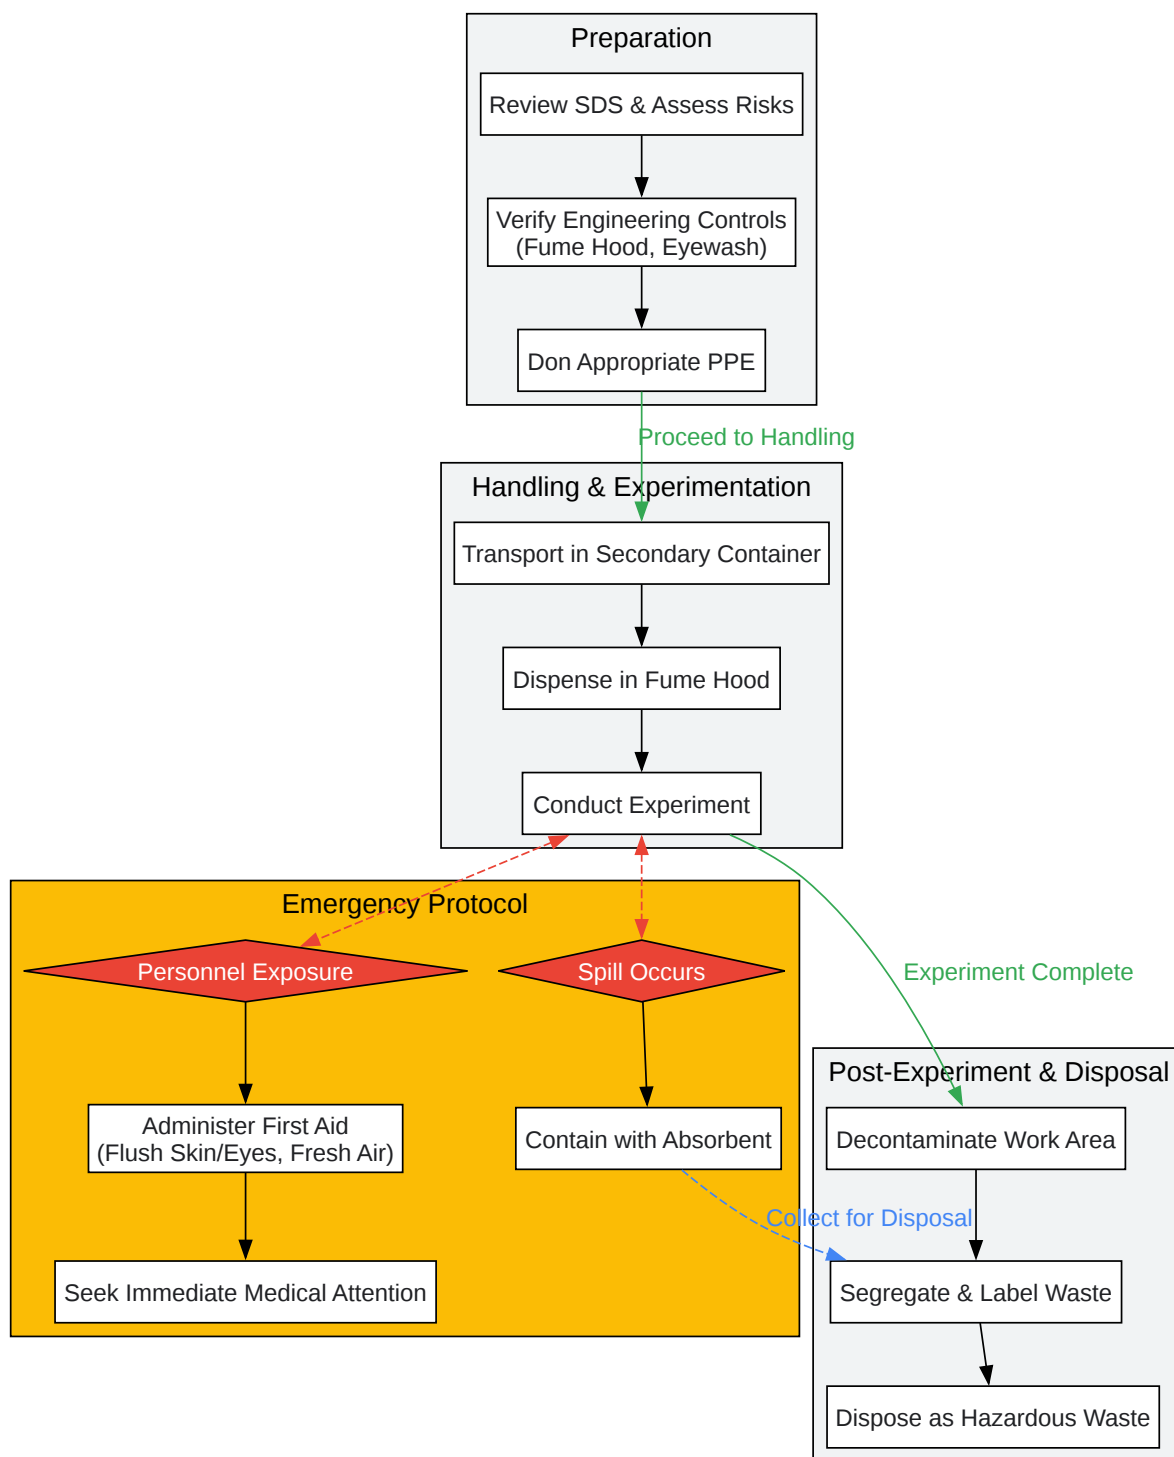 Preparation
Review SDS & Assess Risks
Verify Engineering Controls
(Fume Hood, Eyewash)
Don Appropriate PPE
Proceed to Handling
Handling & Experimentation
Transport in Secondary Container
Dispense in Fume Hood
Conduct Experiment
Emergency Protocol
Personnel Exposure
Spill Occurs
Experiment Complete
Administer First Aid
(Flush Skin/Eyes, Fresh Air)
Contain with Absorbent
Seek Immediate Medical Attention
Post-Experiment & Disposal
Decontaminate Work Area
Collect for Disposal
Segregate & Label Waste
Dispose as Hazardous Waste